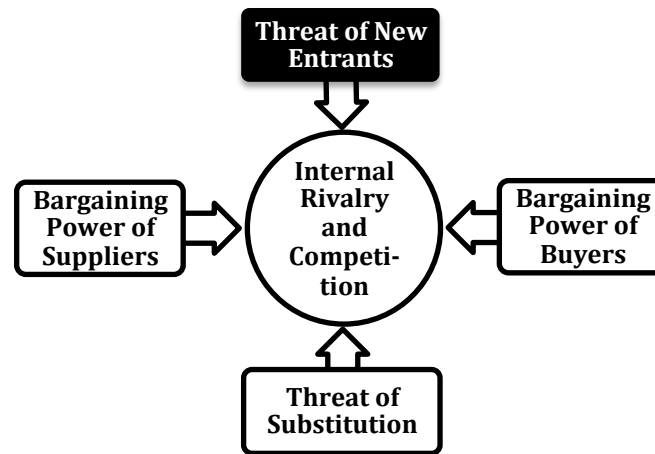 Threat of New
Entrants
Internal
Rivalry
and
Competi-
tion
Bargaining
Power of
Suppliers
Bargaining
Power of
Buyers
Threat of
Substitution